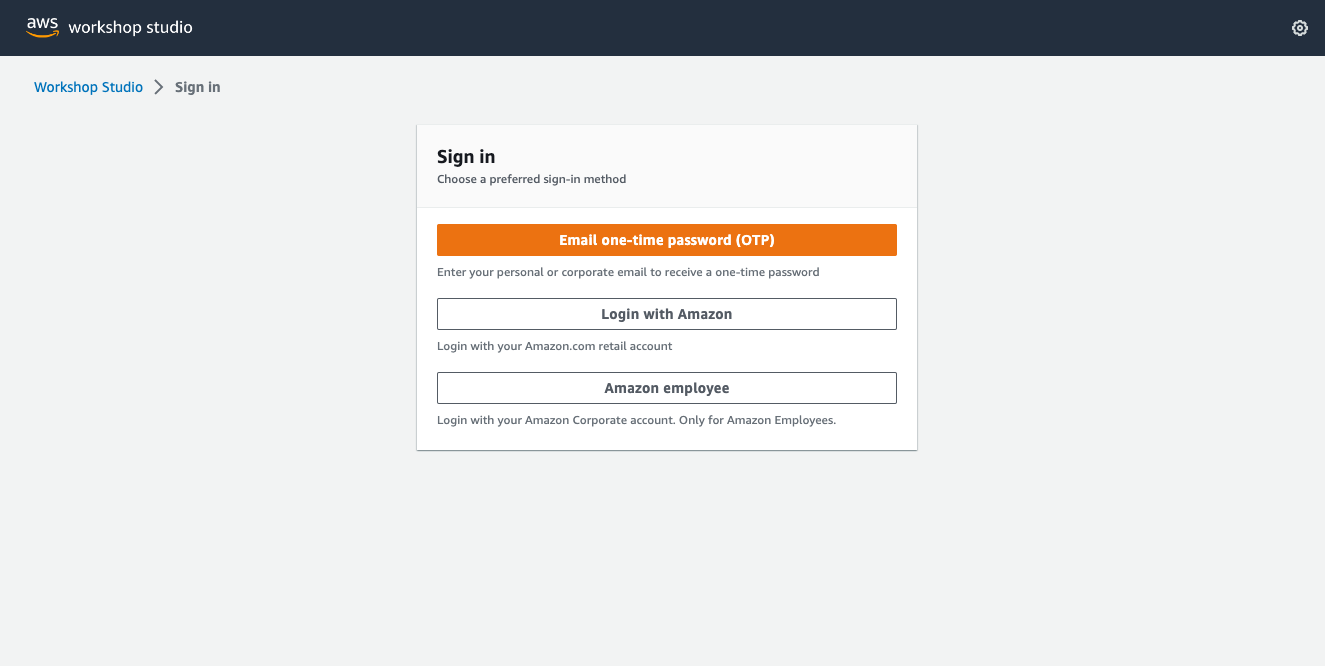 aws workshop studio
Workshop Studio Sign in
Sign in
Choose a preferred sign-in method
Email one-time password (OTP)
Enter your personal or corporate email to receive a one-time password
Login with Amazon
Login with your Amazon.com retail account
Amazon employee
Login with your Amazon Corporate account. Only for Amazon Employees.